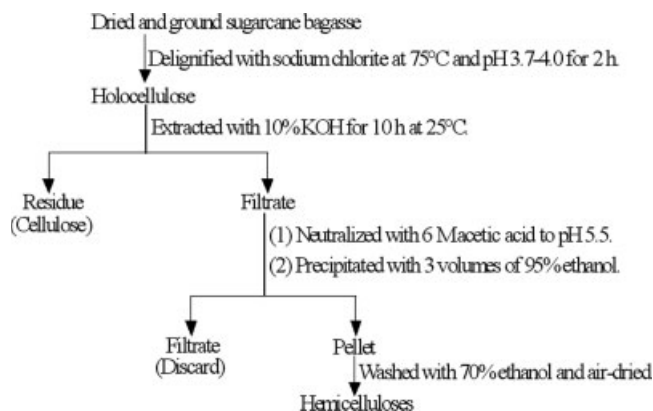 Dried and ground sugarcane bagasse
Delignified with sodium chlorite at 75°C and pH 3.7-4.0 for 2 h.
Holocellulose
Extracted with 10% KOH for 10 h at 25°C.
Residue
(Cellulose)
Filtrate
(1) Neutralized with 6 Macetic acid to pH 5.5.
(2) Precipitated with 3 volumes of 95% ethanol.
Filtrate
(Discard)
Pellet
Washed with 70% ethanol and air-dried
Hemicelluloses